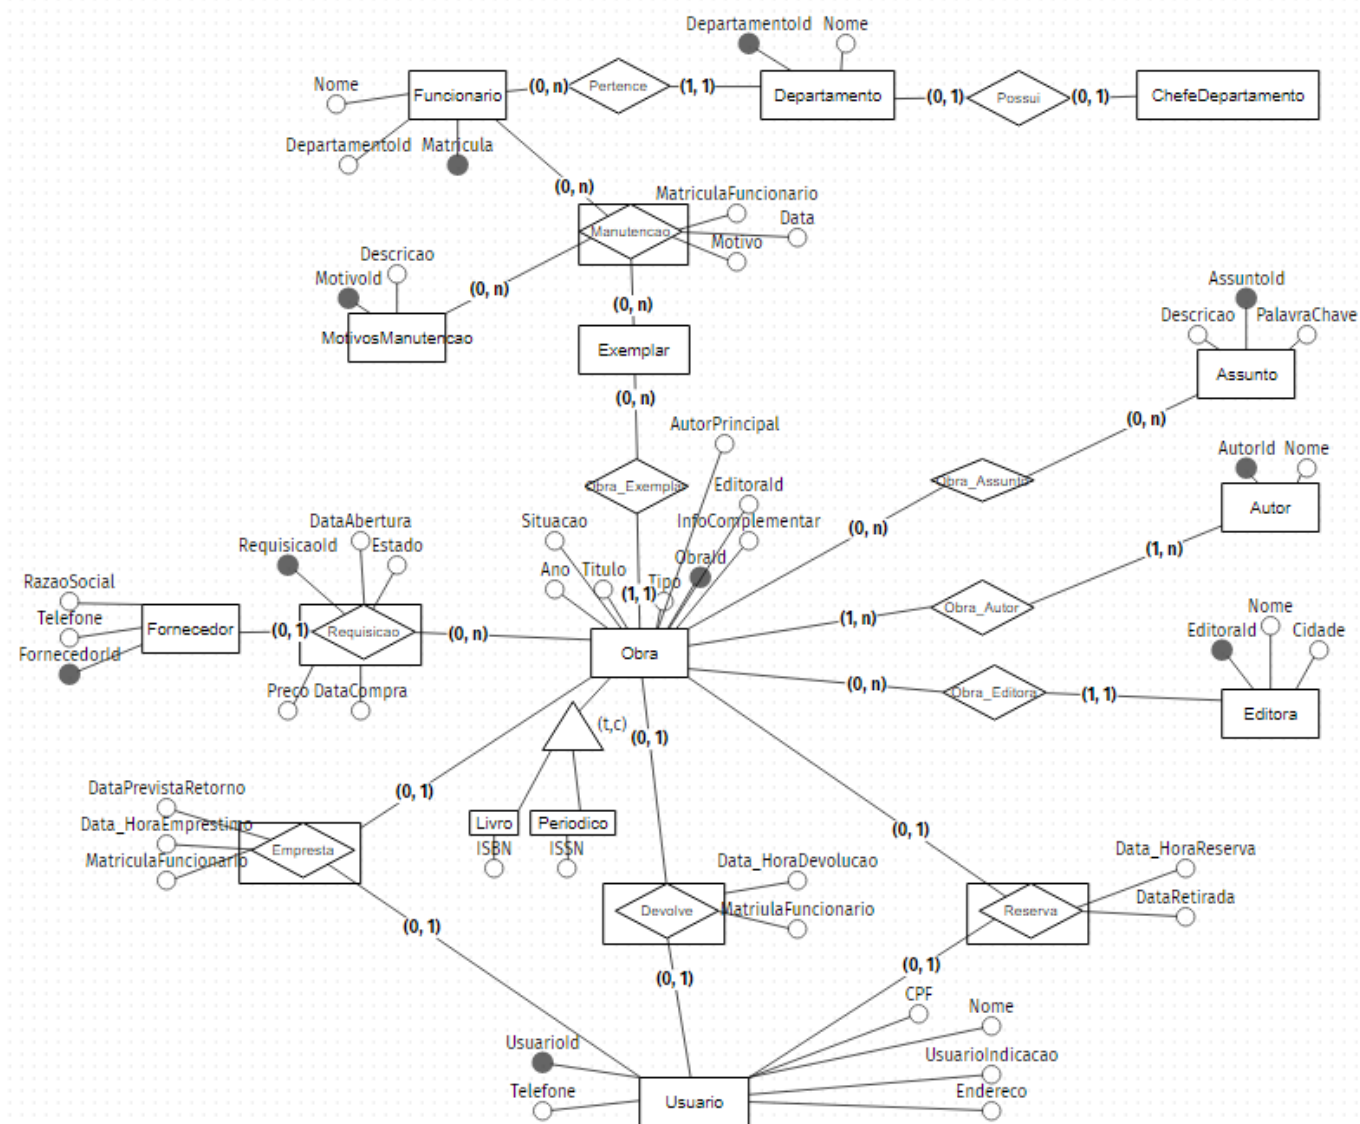 DepartamentoId Nome
Nome
Funcionario
(0, n)
Pertence
(1, 1)
Departamento
(0, 1)
Possui
(0, 1)
ChefeDepartamento
DepartamentoId Matricula
(0, n)
MatriculaFuncionario
Data
Manutencao
Motivo
Descricao
MotivoId
(0, n)
(0, n)
MotivosManutencao
Exemplar
AssuntoId
Descricao
PalavraChave
Assunto
(0, n)
(0, n)
AutorPrincipal
AutorId Nome
Obra_Exemplar
EditoraId
Obra_Assunto
Autor
DataAbertura
Situacao
InfoComplementar
(0, n)
RequisicaoId
Estado
(1, n)
ObraId
Ano
Titulo
Tipo
RazaoSocial
(1, 1)
Telefone
Fornecedor
(0, 1)
Requisicao
(0, n)
Obra
(1, n)
Obra_Autor
Nome
EditoraId
Cidade
FornecedorId
(0, n)
Obra_Editora
(1, 1)
Editora
Preco
DataCompra
(t,c)
(0, 1)
DataPrevistaRetorno
(0, 1)
Data_HoraEmprestimo
Livro
Periodico
(0, 1)
Empresta
ISBN
ISSN
MatriculaFuncionario
Data_HoraDevolucao
Data_HoraReserva
Devolve
MatriulaFuncionario
Reserva
DataRetirada
(0, 1)
(0, 1)
(0, 1)
CPF
Nome
UsuarioId
UsuarioIndicacao
Telefone
Endereco
Usuario